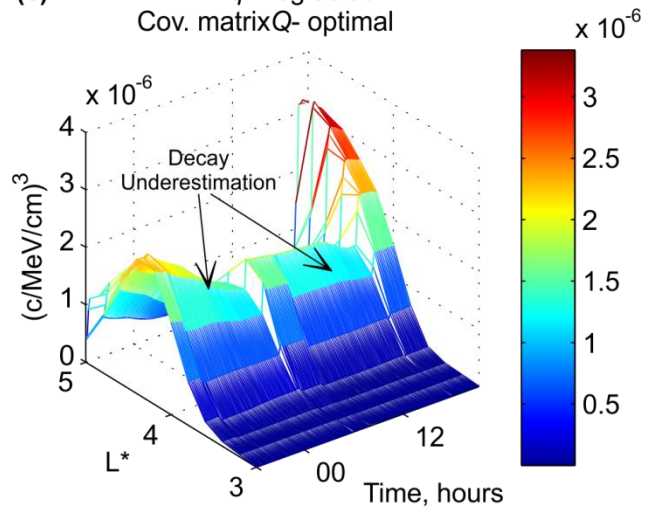 Cov. matrixQ- optimal
x 10⁻⁶
x 10⁻⁶
Decay
Underestimation
(c/MeV/cm)³
4
3
2
1
0
5
4
3
L*
00
12
Time, hours
3
2.5
2
1.5
1
0.5